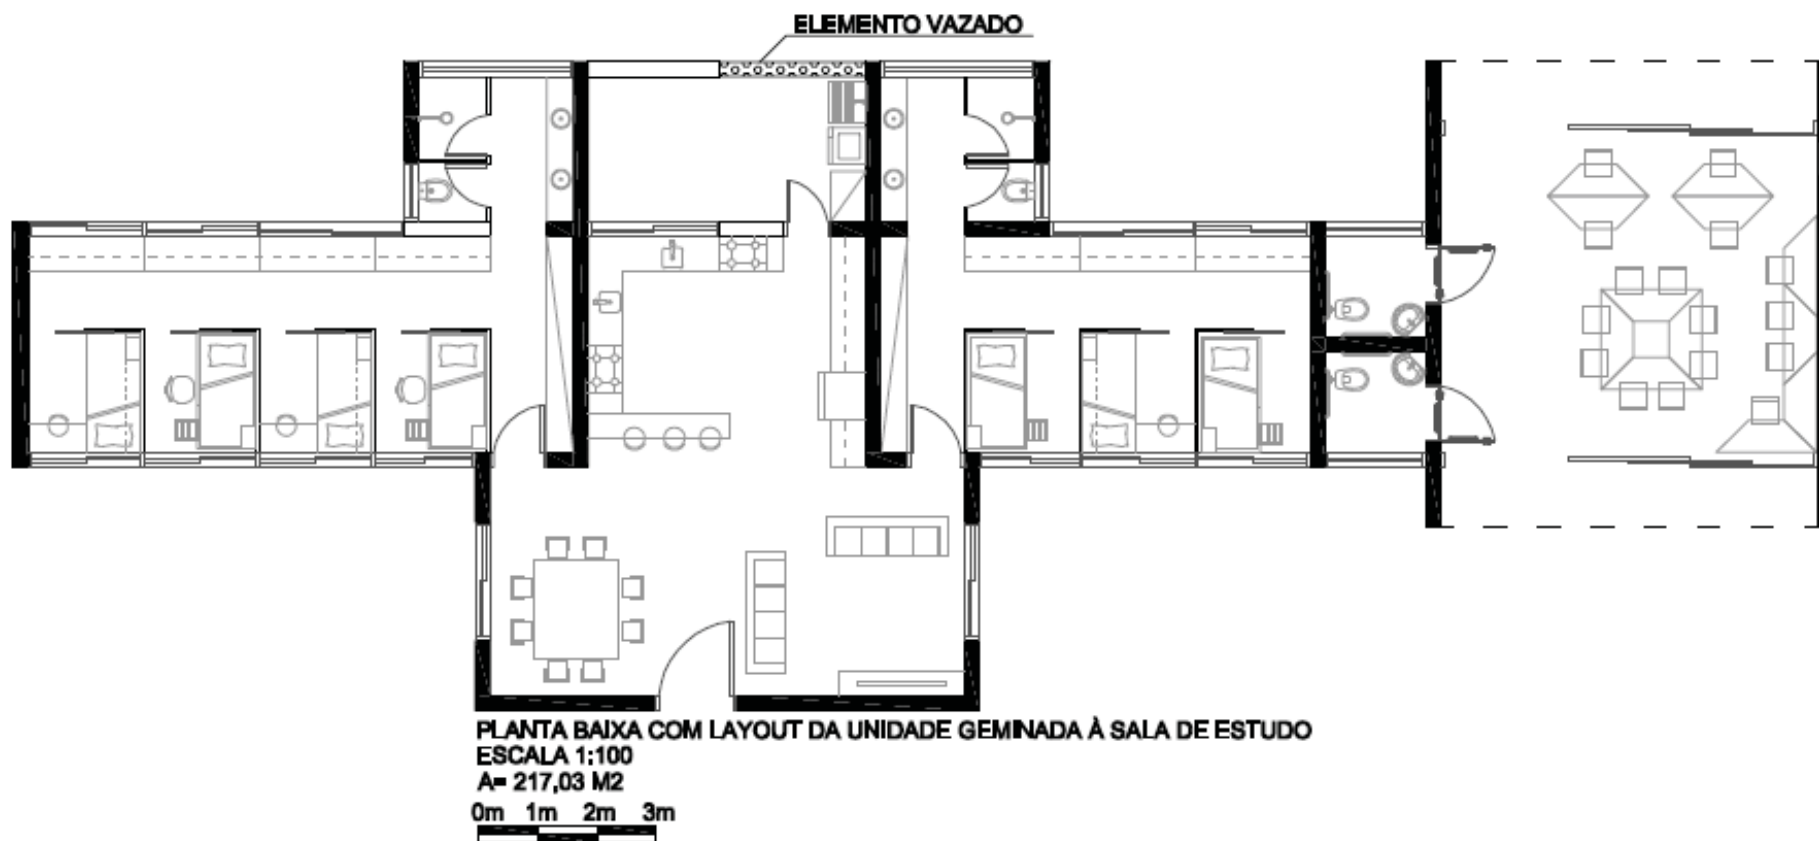 ELEMENTO VAZADO
PLANTA BAIXA COM LAYOUT DA UNIDADE GEMINADA À SALA DE ESTUDO
ESCALA 1:100
A= 217,03 M2
0m 1m 2m 3m